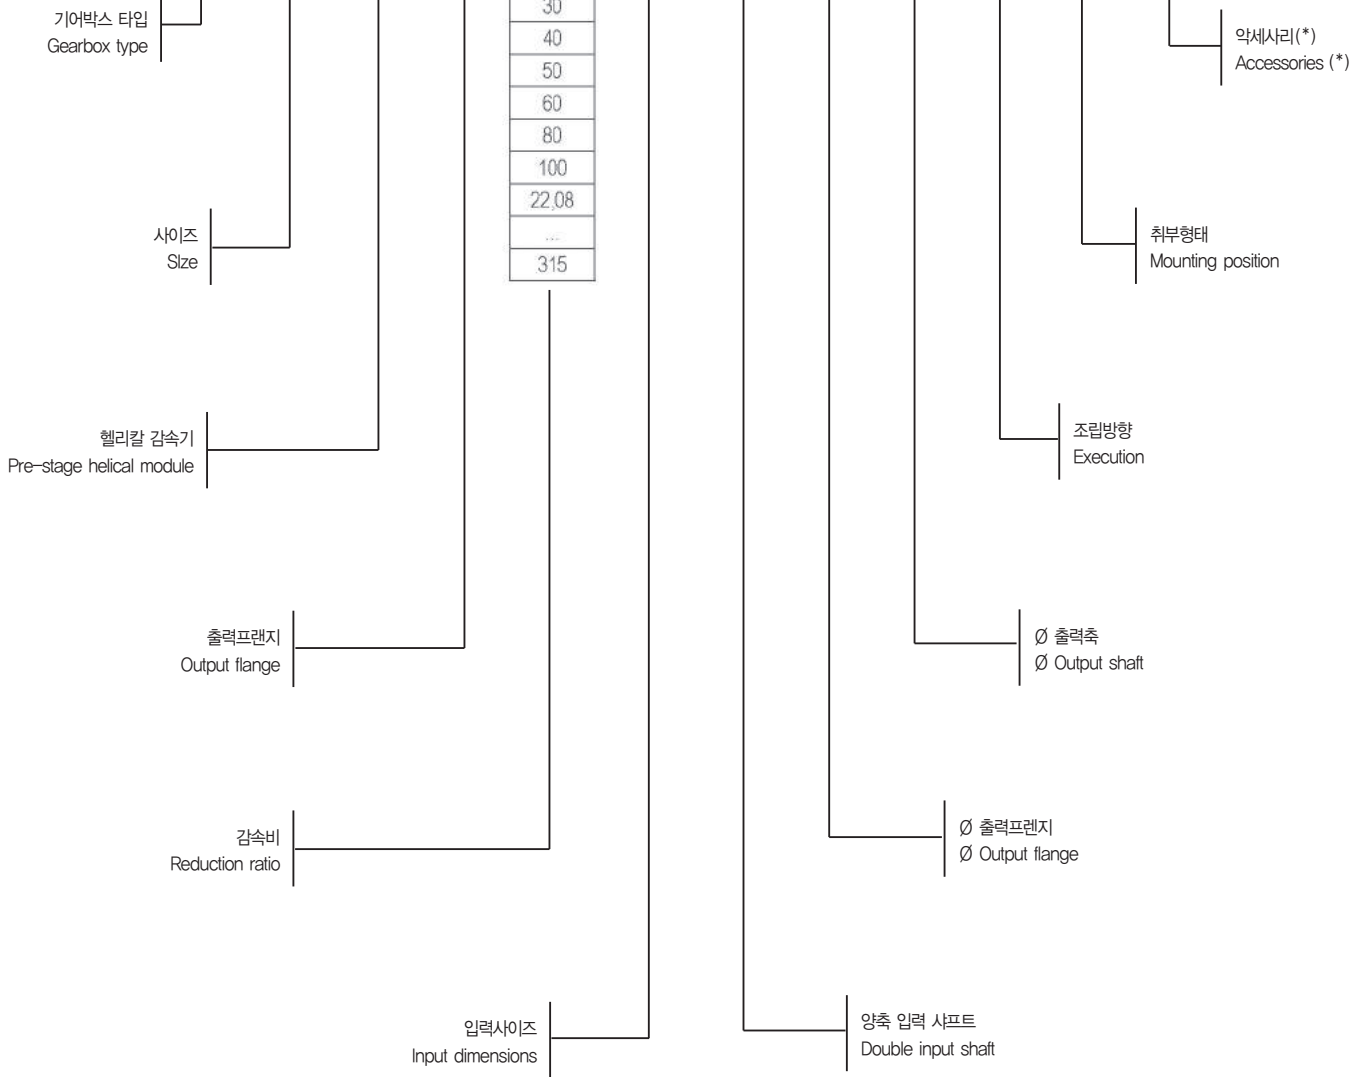 기어박스 타입
Gearbox type
30
40
50
60
80
100
22,08
...
315
악세사리(*)
Accessories (*)
사이즈
SIze
취부형태
Mounting position
헬리칼 감속기
Pre-stage helical module
조립방향
Execution
출력프랜지
Output flange
Ø 출력축
Ø Output shaft
감속비
Reduction ratio
Ø 출력프렌지
Ø Output flange
입력사이즈
Input dimensions
양축 입력 샤프트
Double input shaft